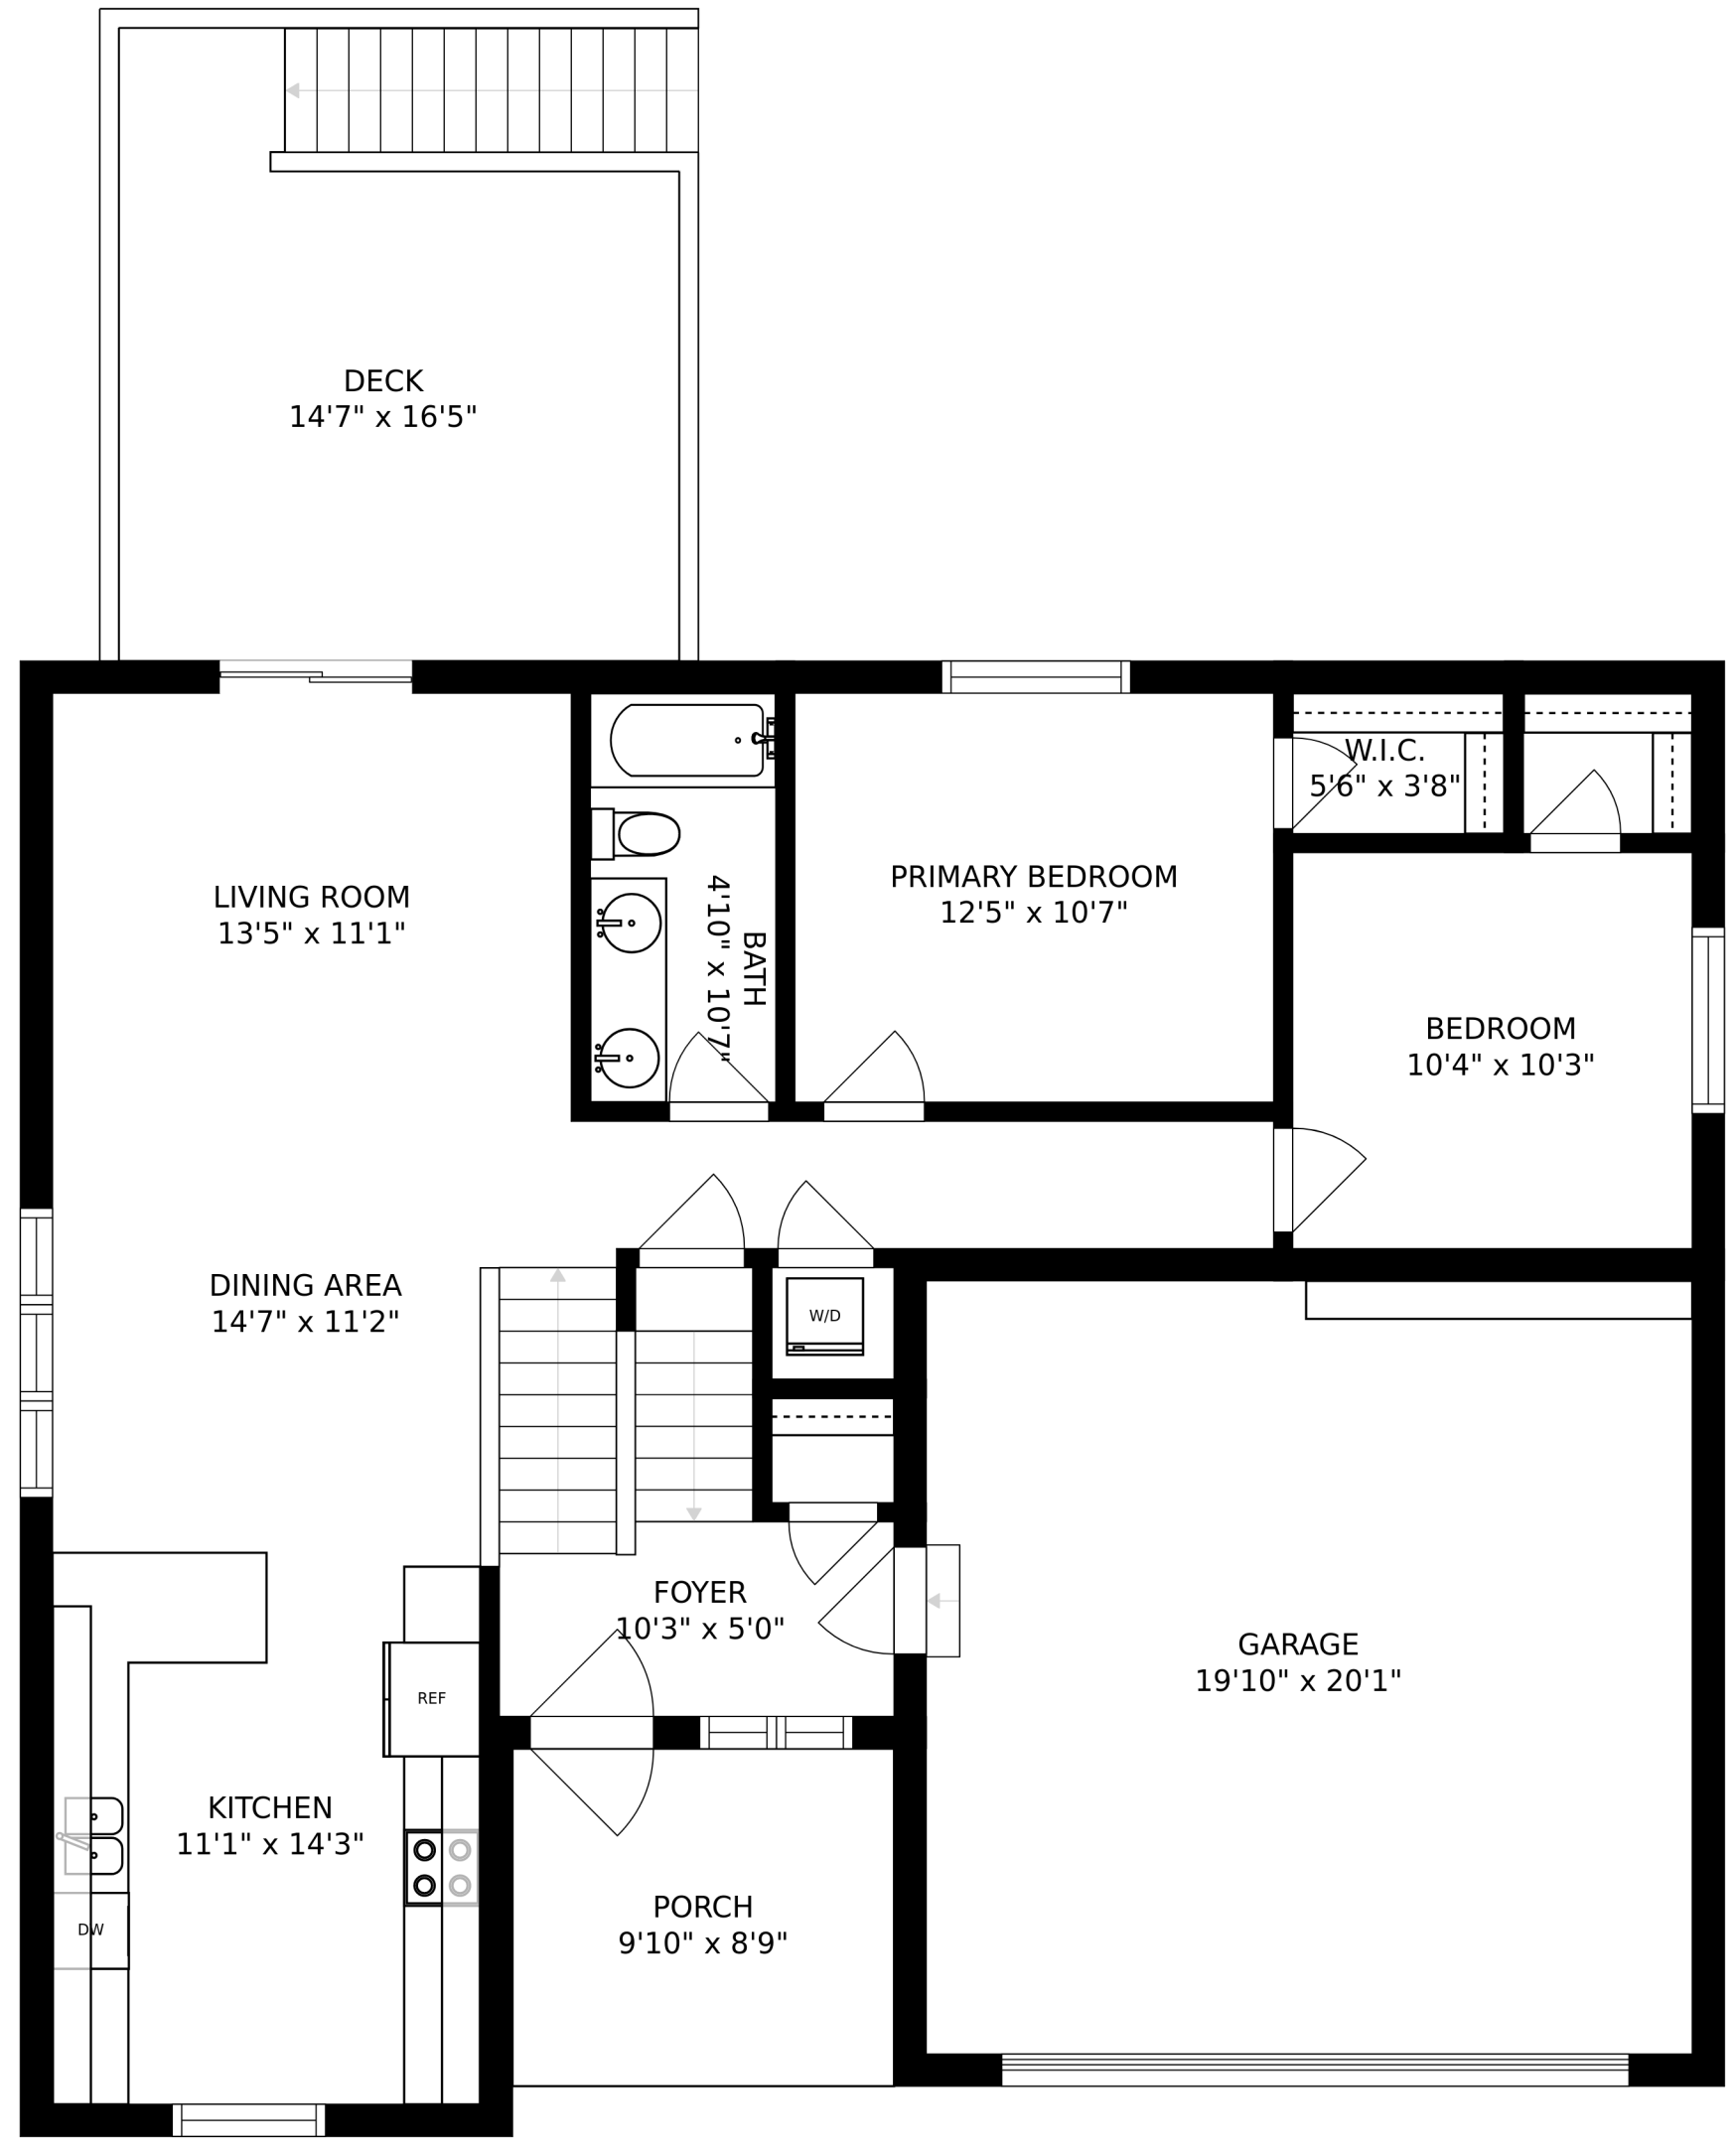 DECK
14'7" x 16'5"
W.I.C.
5'6" x 3'8"
PRIMARY BEDROOM
12'5" x 10'7"
LIVING ROOM
13'5" x 11'1"
BATH
4'10" x 10'7"
BEDROOM
10'4" x 10'3"
DINING AREA
14'7" x 11'2"
W/D
FOYER
10'3" x 5'0"
GARAGE
19'10" x 20'1"
REF
KITCHEN
11'1" x 14'3"
PORCH
9'10" x 8'9"
DW